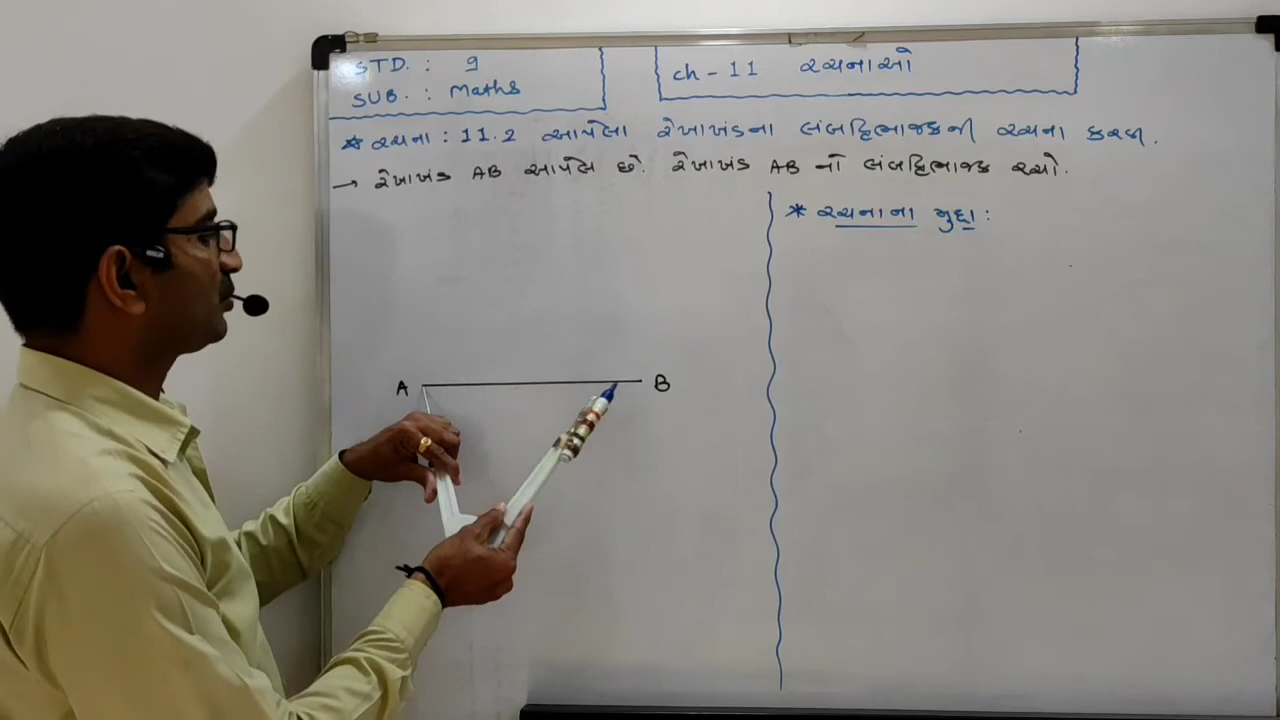 STD. : 9
SUB. : Maths
ch - 11 રચનાઓ
* રચના : 11.2 આપેલા રેખાખંડના લંબદ્વિભાજકની રચના કરવી.
→ રેખાખંડ AB આપેલ છે. રેખાખંડ AB નો લંબદ્વિભાજક રચો.
* રચનાના મુદ્દા :
A B